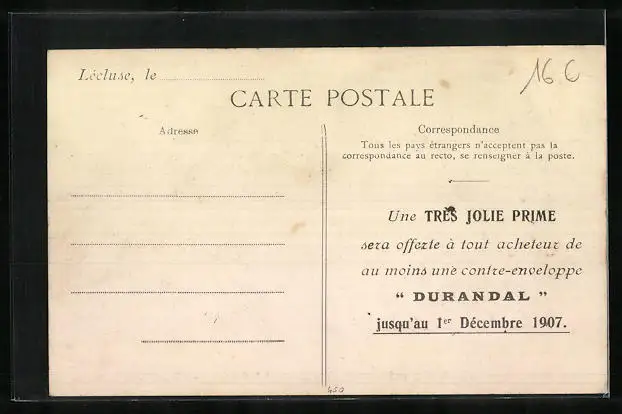 Lécluse, le
16 €
CARTE POSTALE
Adresse
Correspondance
Tous les pays étrangers n'acceptent pas la
correspondance au recto, se renseigner à la poste.
Une TRÈS JOLIE PRIME
sera offerte à tout acheteur de
au moins une contre-enveloppe
“ DURANDAL ”
jusqu'au 1er Décembre 1907.
450